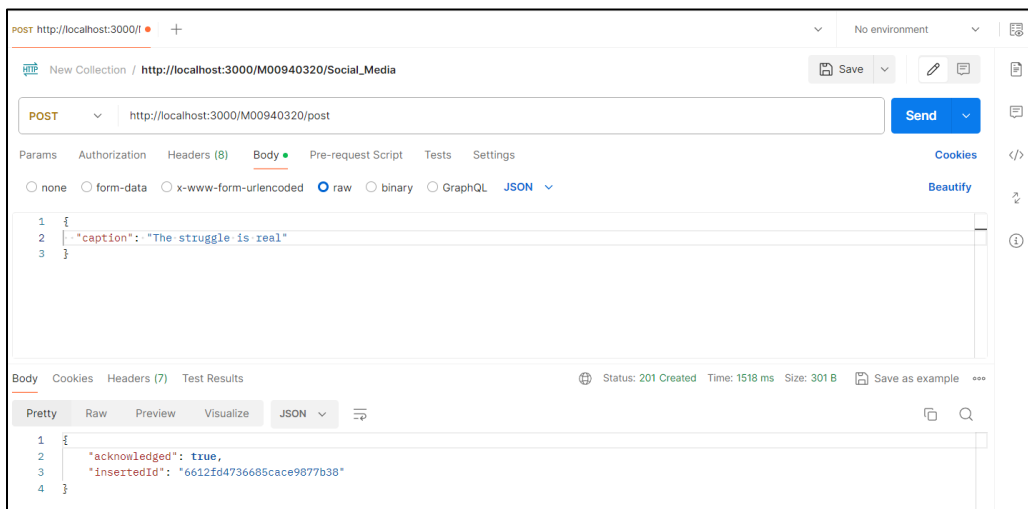 POST http://localhost:3000/I
No environment
HTTP New Collection / http://localhost:3000/M00940320/Social_Media Save
POST http://localhost:3000/M00940320/post Send
Params Authorization Headers (8) Body Pre-request Script Tests Settings Cookies
none form-data x-www-form-urlencoded raw binary GraphQL JSON Beautify
1 {
2 "caption": "The struggle is real"
3 }
Body Cookies Headers (7) Test Results Status: 201 Created Time: 1518 ms Size: 301 B Save as example
Pretty Raw Preview Visualize JSON
1 {
2 "acknowledged": true,
3 "insertedId": "6612fd4736685cace9877b38"
4 }